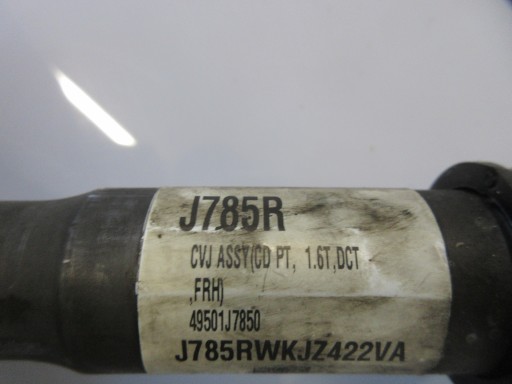 J785R
CVJ ASSY(CD PT, 1.6T,DCT
,FRH)
49501J7850
J785RWKJZ422VA